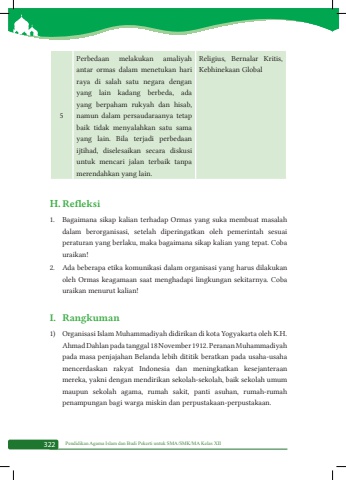 Perbedaan melakukan amaliyah
antar ormas dalam menetukan hari
raya di salah satu negara dengan
yang lain kadang berbeda, ada
yang berpaham rukyah dan hisab,
5 namun dalam persaudaraanya tetap
baik tidak menyalahkan satu sama
yang lain. Bila terjadi perbedaan
ijtihad, diselesaikan secara diskusi
untuk mencari jalan terbaik tanpa
merendahkan yang lain.
Religius, Bernalar Kritis,
Kebhinekaan Global
H. Refleksi
1. Bagaimana sikap kalian terhadap Ormas yang suka membuat masalah
dalam berorganisasi, setelah diperingatkan oleh pemerintah sesuai
peraturan yang berlaku, maka bagaimana sikap kalian yang tepat. Coba
uraikan!
2. Ada beberapa etika komunikasi dalam organisasi yang harus dilakukan
oleh Ormas keagamaan saat menghadapi lingkungan sekitarnya. Coba
uraikan menurut kalian!
I. Rangkuman
1) Organisasi Islam Muhammadiyah didirikan di kota Yogyakarta oleh K.H.
Ahmad Dahlan pada tanggal 18 November 1912. Peranan Muhammadiyah
pada masa penjajahan Belanda lebih dititik beratkan pada usaha-usaha
mencerdaskan rakyat Indonesia dan meningkatkan kesejanteraan
mereka, yakni dengan mendirikan sekolah-sekolah, baik sekolah umum
maupun sekolah agama, rumah sakit, panti asuhan, rumah-rumah
penampungan bagi warga miskin dan perpustakaan-perpustakaan.
322 Pendidikan Agama Islam dan Budi Pekerti untuk SMA/SMK/MA Kelas XII